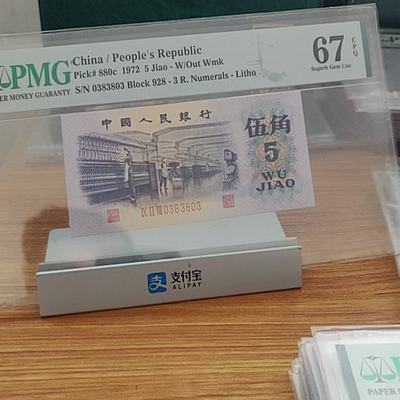 PMG
PAPER MONEY GUARANTY
China / People's Republic
Pick# 880c 1972 5 Jiao - W/Out Wmk
S/N 0383803 Block 928 - 3 R. Numerals - Litho
67 EPQ
Superb Gem Unc
中國人民銀行
伍角
5
WU
JIAO
0383803
支付宝
ALIPAY
PAPER